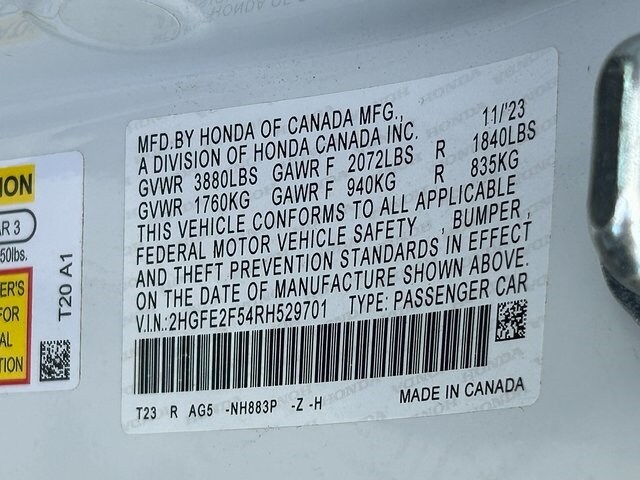 MFD.BY HONDA OF CANADA MFG., 11/'23
A DIVISION OF HONDA CANADA INC.
GVWR 3880LBS GAWR F 2072LBS R 1840LBS
GVWR 1760KG GAWR F 940KG R 835KG
THIS VEHICLE CONFORMS TO ALL APPLICABLE
FEDERAL MOTOR VEHICLE SAFETY , BUMPER ,
AND THEFT PREVENTION STANDARDS IN EFFECT
ON THE DATE OF MANUFACTURE SHOWN ABOVE.
V.I.N.:2HGFE2F54RH529701 TYPE: PASSENGER CAR
T23 R AG5 -NH883P -Z -H MADE IN CANADA
T20 A1